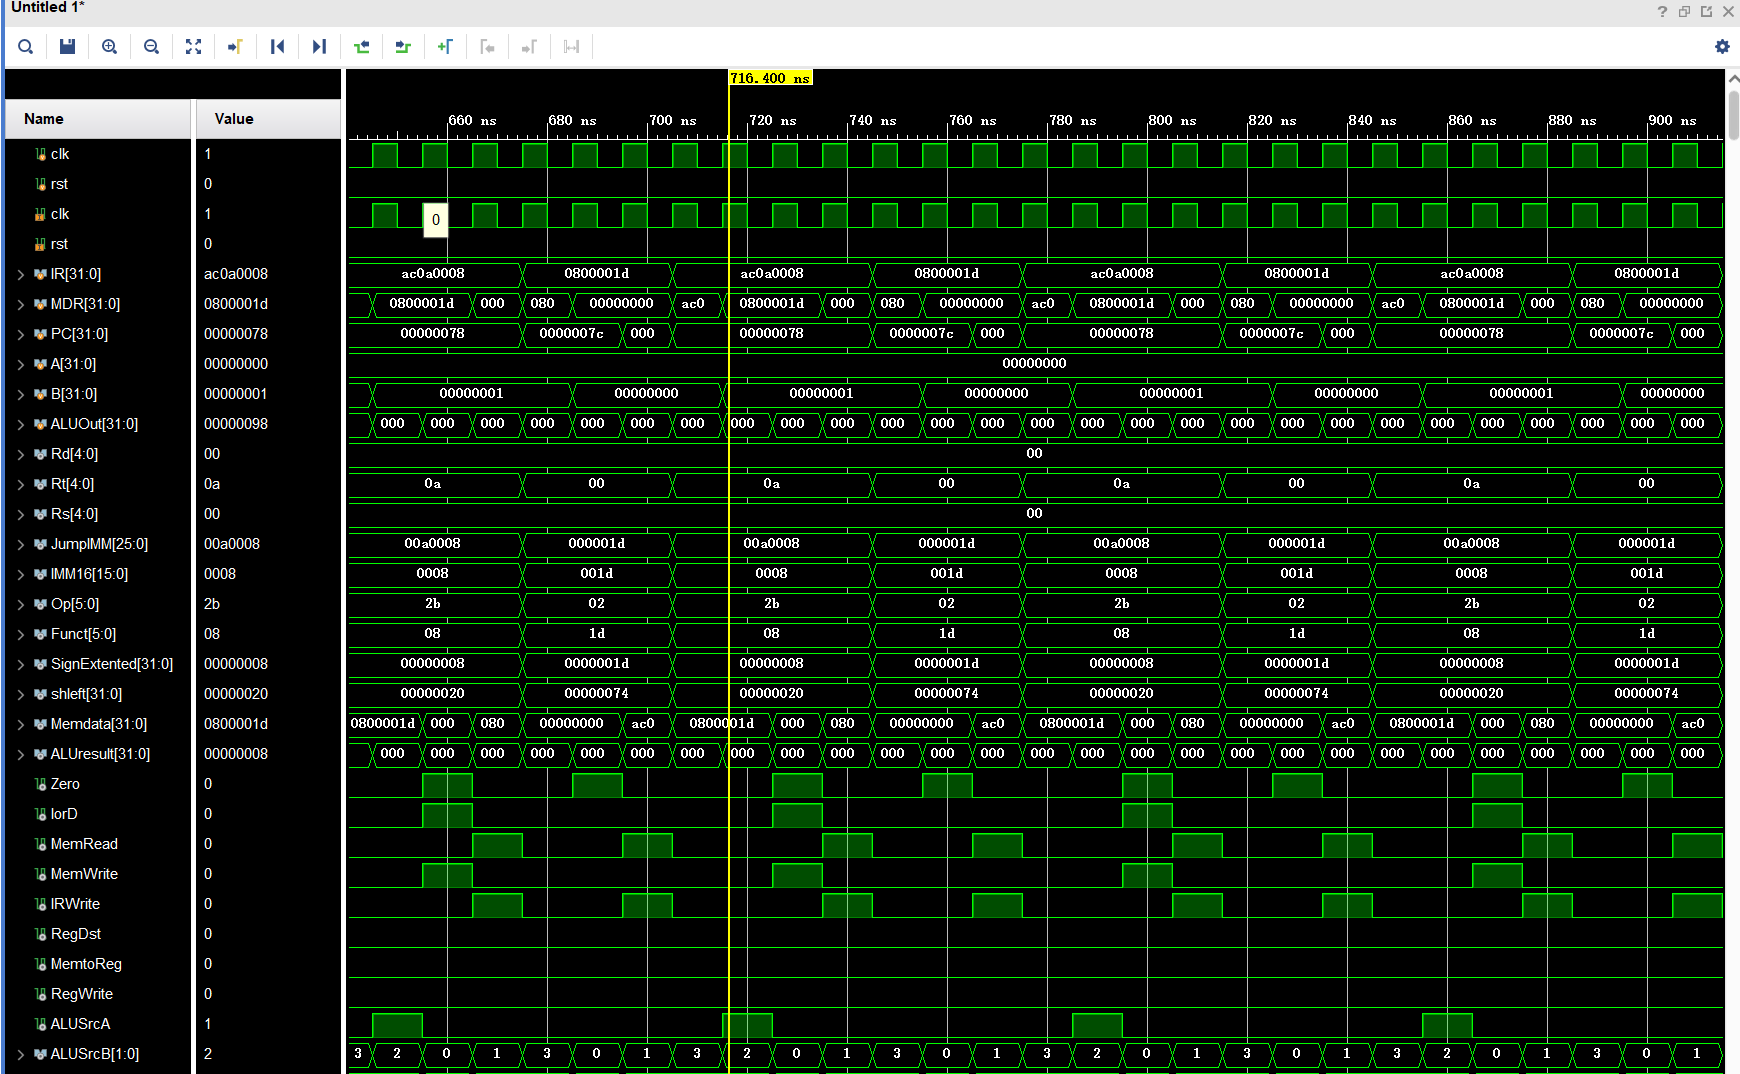 Untitled 1*
716.400 ns
Name Value
660 ns 680 ns 700 ns 720 ns 740 ns 760 ns 780 ns 800 ns 820 ns 840 ns 860 ns 880 ns 900 ns
clk 1
rst 0
clk 1 0
rst 0
IR[31:0] ac0a0008 ac0a0008 0800001d ac0a0008 0800001d ac0a0008 0800001d ac0a0008 0800001d
MDR[31:0] 0800001d 0800001d 000 080 00000000 ac0 0800001d 000 080 00000000 ac0 0800001d 000 080 00000000 ac0 0800001d 000 080 00000000
PC[31:0] 00000078 00000078 0000007c 000 00000078 0000007c 000 00000078 0000007c 000 00000078 0000007c 000
A[31:0] 00000000 00000000
B[31:0] 00000001 00000001 00000000 00000001 00000000 00000001 00000000 00000001 00000000
ALUOut[31:0] 00000098 000 000 000 000 000 000 000 000 000 000 000 000 000 000 000 000 000 000 000 000 000 000 000 000 000 000 000
Rd[4:0] 00 00
Rt[4:0] 0a 0a 00 0a 00 0a 00 0a 00
Rs[4:0] 00 00
JumpIMM[25:0] 00a0008 00a0008 000001d 00a0008 000001d 00a0008 000001d 00a0008 000001d
IMM16[15:0] 0008 0008 001d 0008 001d 0008 001d 0008 001d
Op[5:0] 2b 2b 02 2b 02 2b 02 2b 02
Funct[5:0] 08 08 1d 08 1d 08 1d 08 1d
SignExtented[31:0] 00000008 00000008 0000001d 00000008 0000001d 00000008 0000001d 00000008 0000001d
shleft[31:0] 00000020 00000020 00000074 00000020 00000074 00000020 00000074 00000020 00000074
Memdata[31:0] 0800001d 0800001d 000 080 00000000 ac0 0800001d 000 080 00000000 ac0 0800001d 000 080 00000000 ac0 0800001d 000 080 00000000 ac0
ALUresult[31:0] 00000008 000 000 000 000 000 000 000 000 000 000 000 000 000 000 000 000 000 000 000 000 000 000 000 000 000 000 000
Zero 0
IorD 0
MemRead 0
MemWrite 0
IRWrite 0
RegDst 0
MemtoReg 0
RegWrite 0
ALUSrcA 1
ALUSrcB[1:0] 2 3 2 0 1 3 0 1 3 2 0 1 3 0 1 3 2 0 1 3 0 1 3 2 0 1 3 0 1